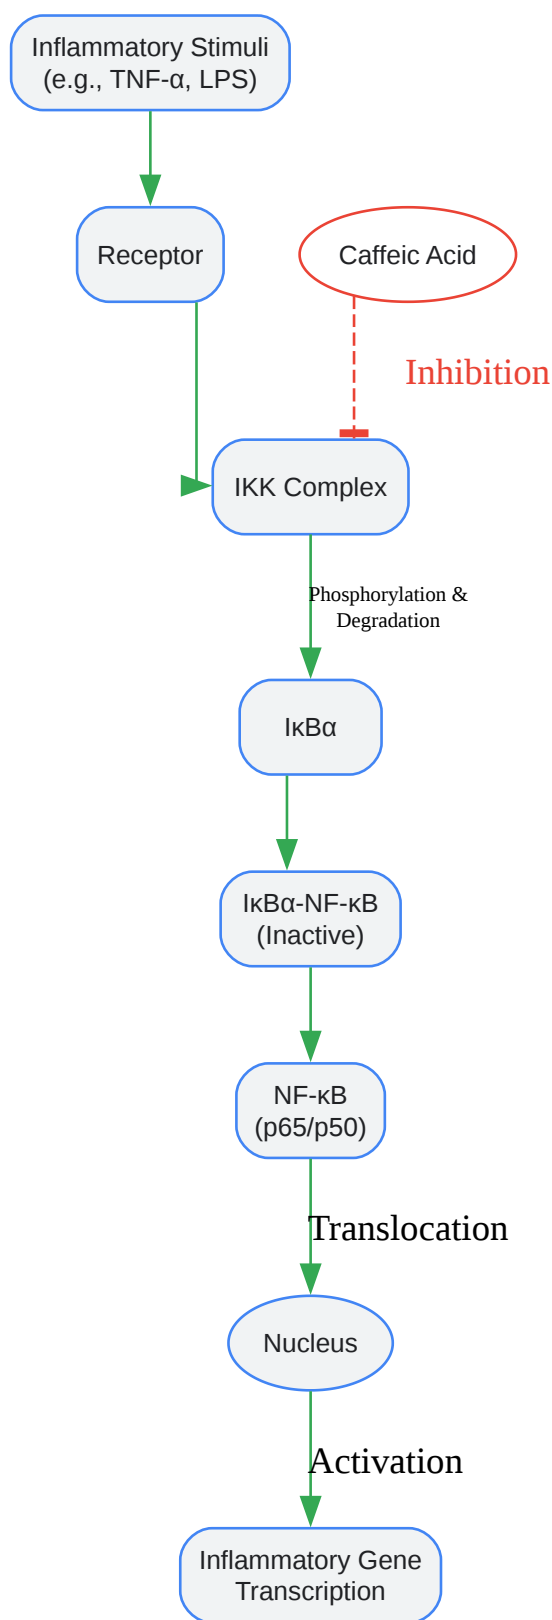 Inflammatory Stimuli
(e.g., TNF-α, LPS)
Receptor
Caffeic Acid
Inhibition
IKK Complex
Phosphorylation &
Degradation
IκBα
IκBα-NF-κB
(Inactive)
NF-κB
(p65/p50)
Translocation
Nucleus
Activation
Inflammatory Gene
Transcription